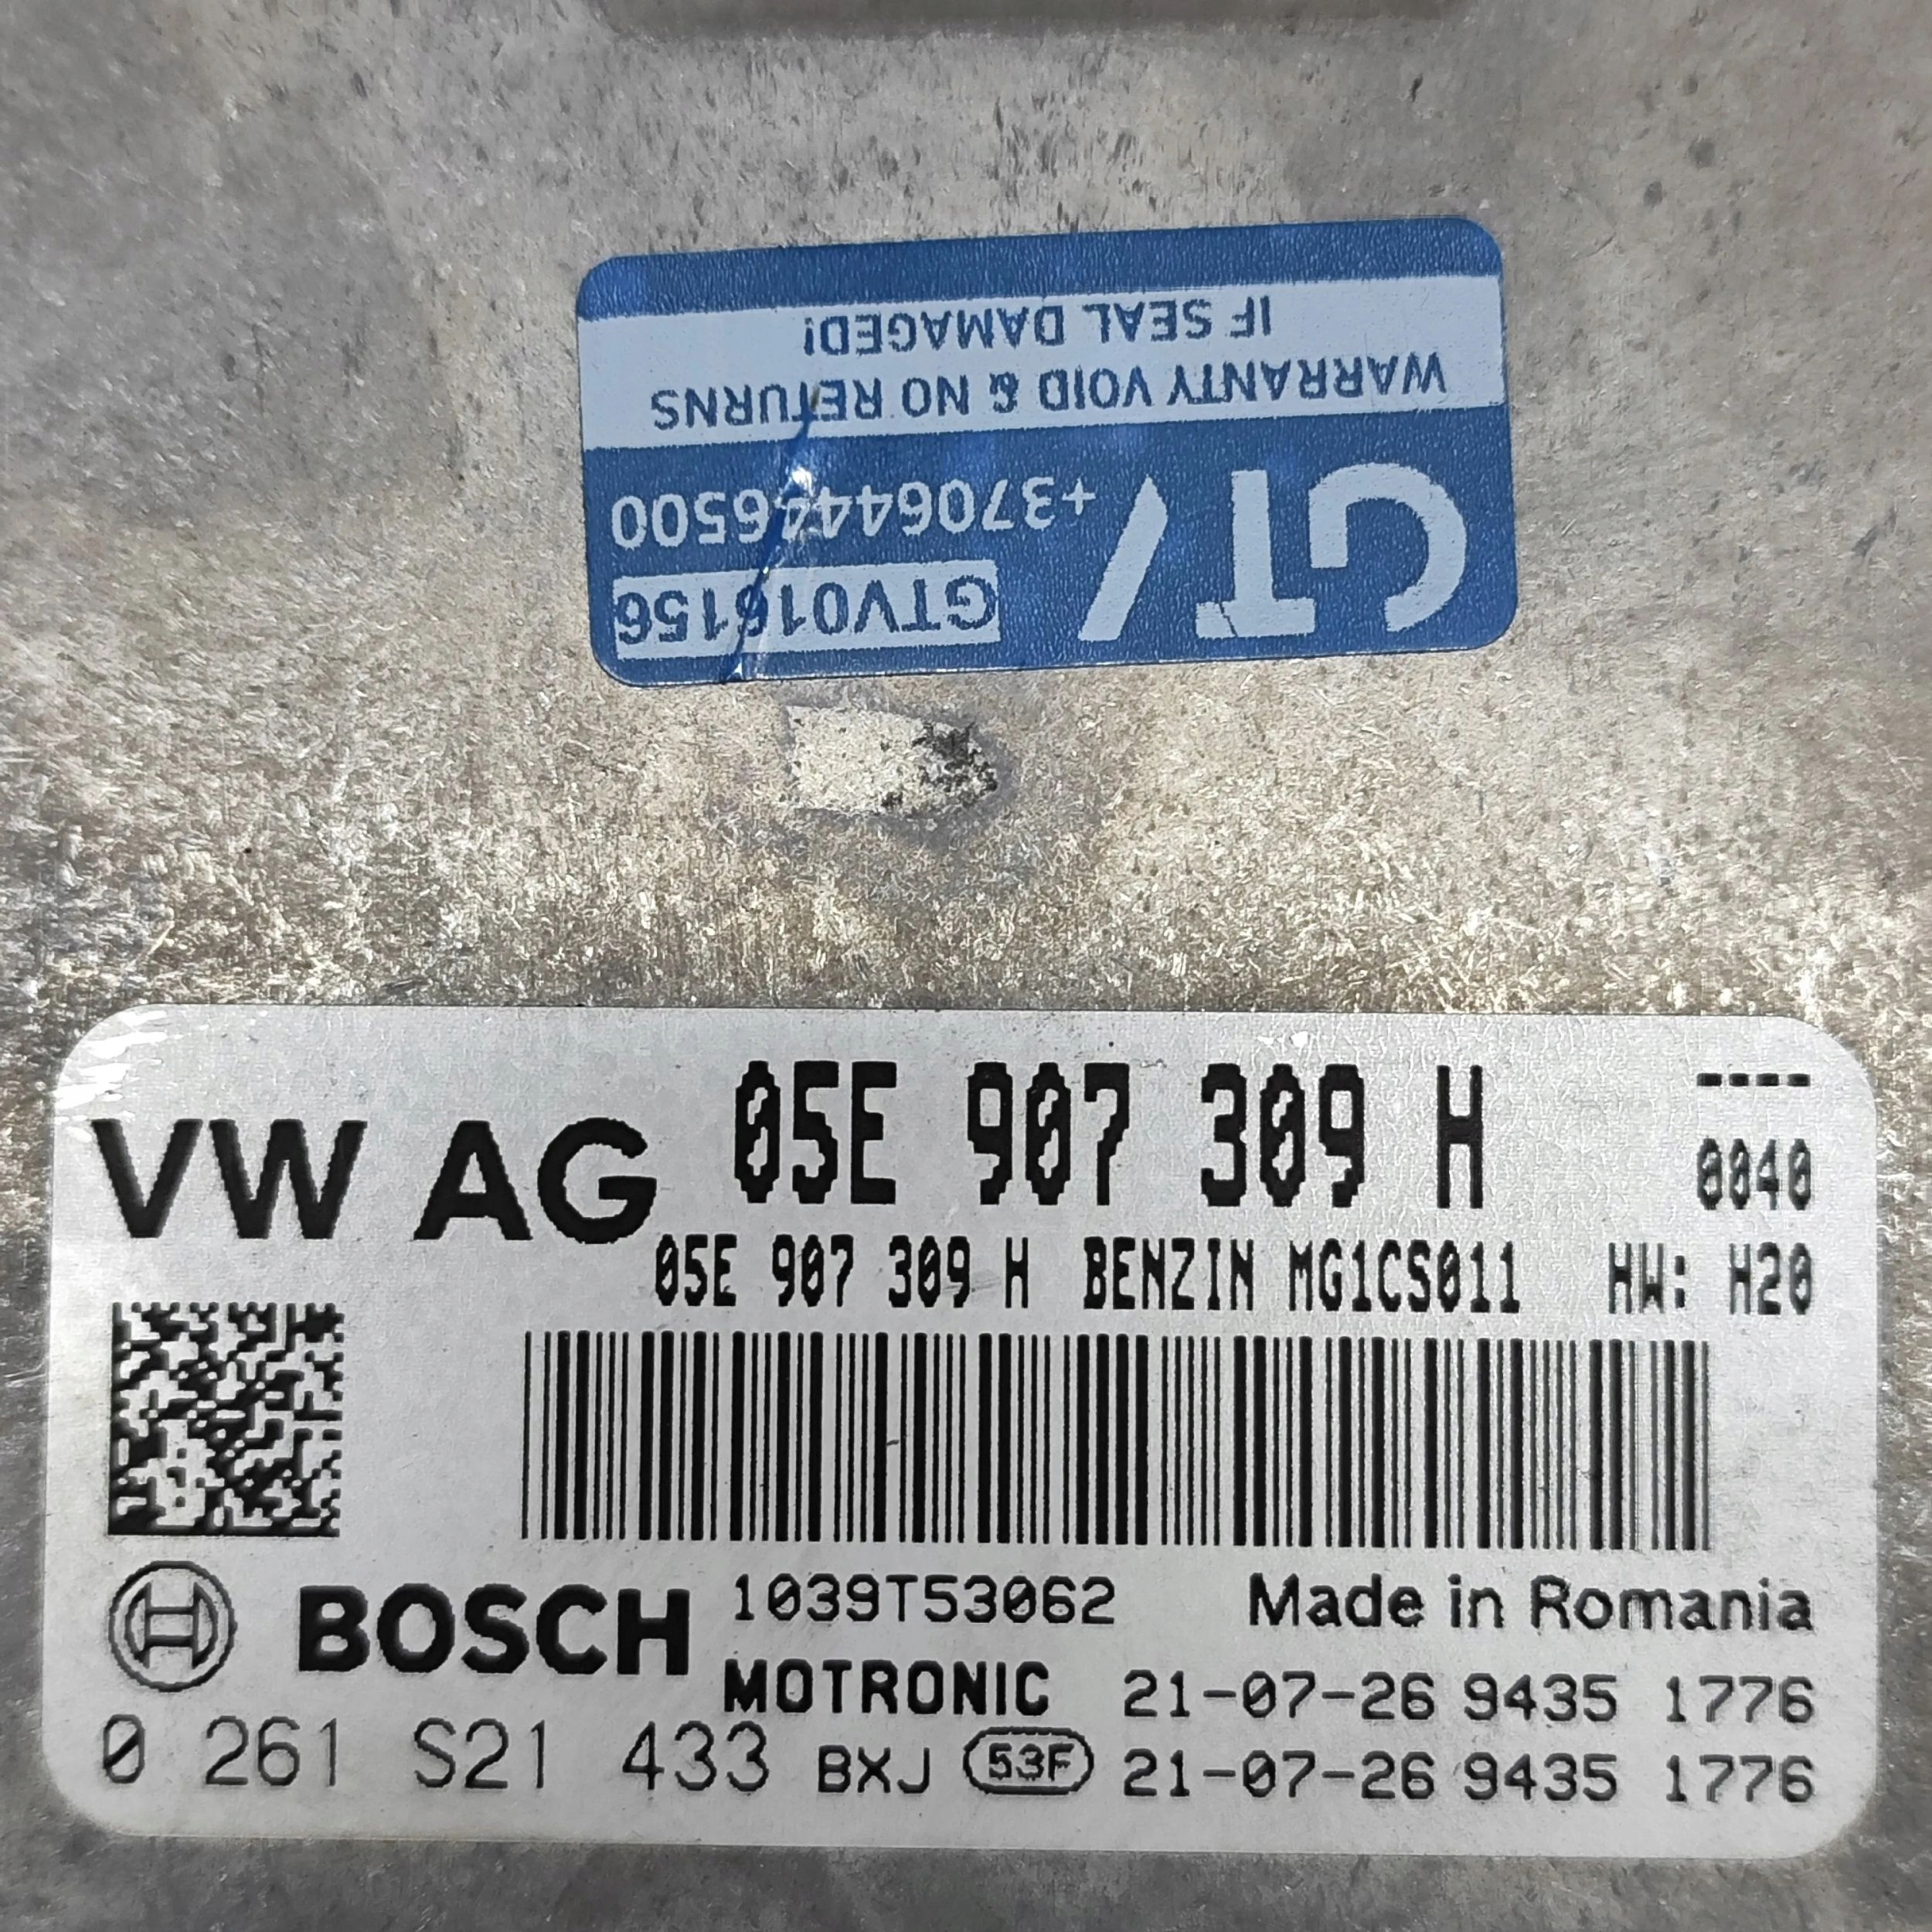 IF SEAL DAMAGED!
WARRANTY VOID & NO RETURNS
GTV +37064446500
GTV016156
VW AG 05E 907 309 H ----
0040
05E 907 309 H BENZIN MG1CS011 HW: H20
BOSCH 1039T53062 Made in Romania
MOTRONIC 21-07-26 9435 1776
0 261 S21 433 BXJ 53F 21-07-26 9435 1776